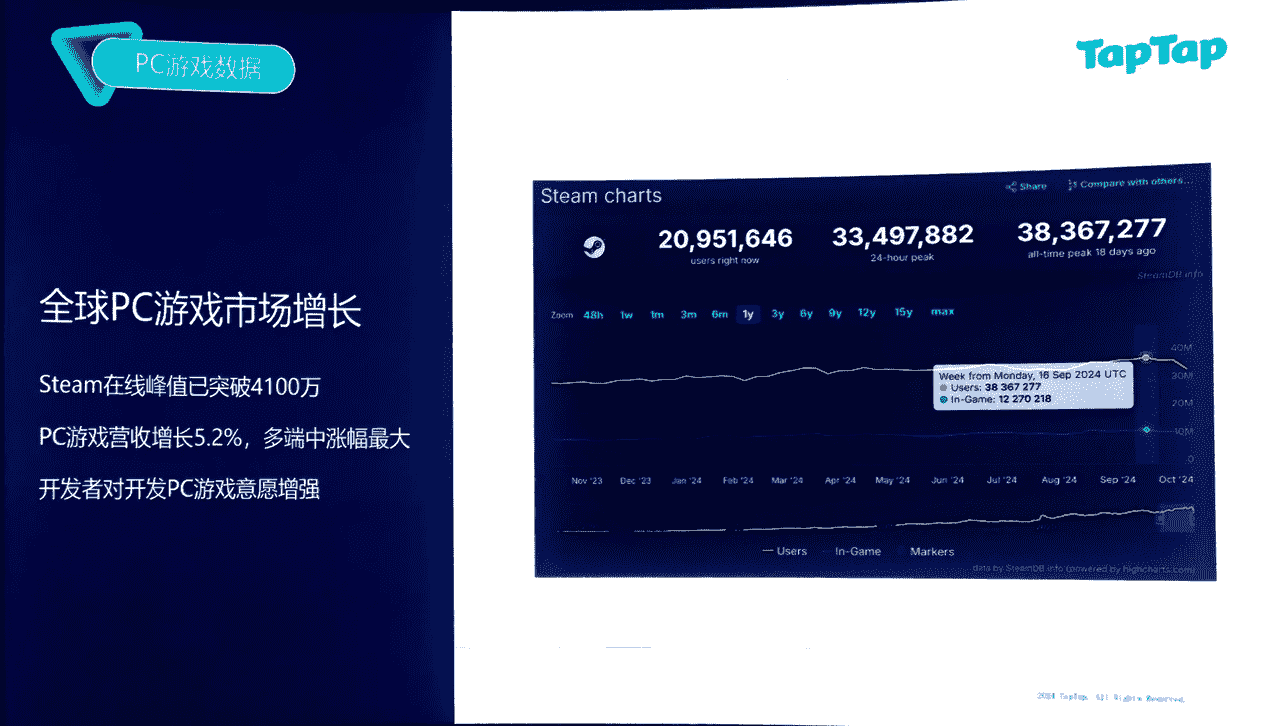 PC游戏数据
TapTap
全球PC游戏市场增长
Steam在线峰值已突破4100万
PC游戏营收增长5.2%，多端中涨幅最大
开发者对开发PC游戏意愿增强
Steam charts
Share
Compare with others...
20,951,646
users right now
33,497,882
24-hour peak
38,367,277
all-time peak 18 days ago
SteamDB.info
Zoom 48h 1w 1m 3m 6m 1y 3y 6y 9y 12y 15y max
40M
30M
20M
10M
0
Week from Monday, 16 Sep 2024 UTC
Users: 38 367 277
In-Game: 12 270 218
Nov '23 Dec '23 Jan '24 Feb '24 Mar '24 Apr '24 May '24 Jun '24 Jul '24 Aug '24 Sep '24 Oct '24
Users In-Game Markers
data by SteamDB.info (powered by highcharts.com)
2024 TapTap. All Rights Reserved.